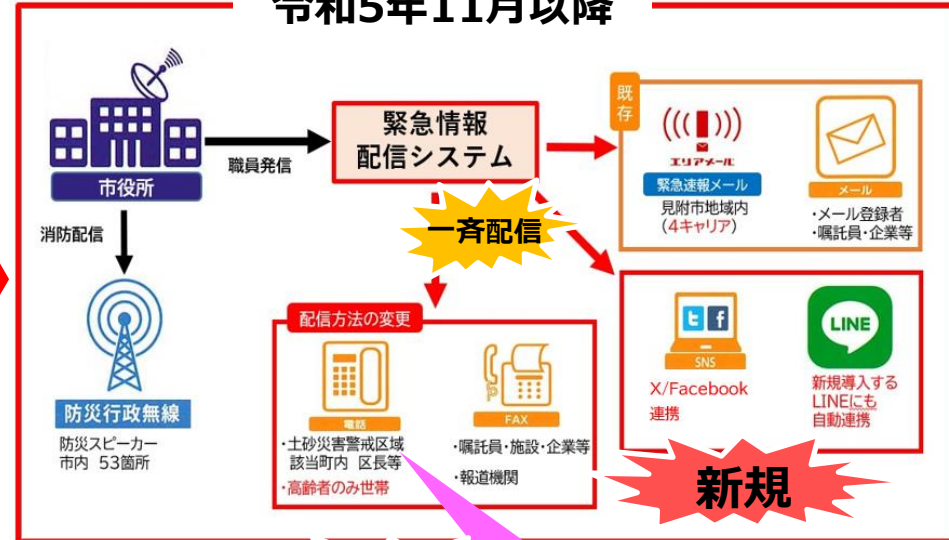 令和5年11月以降
市役所
職員発信
緊急情報
配信システム
既存
エリアメール
緊急速報メール
見附市地域内
(4キャリア)
メール
・メール登録者
・嘱託員・企業等
消防配信
一斉配信
防災行政無線
防災スピーカー
市内 53箇所
配信方法の変更
電話
・土砂災害警戒区域
該当町内 区長等
・高齢者のみ世帯
FAX
・嘱託員・施設・企業等
・報道機関
SNS
X/Facebook
連携
LINE
新規導入する
LINEにも
自動連携
新規